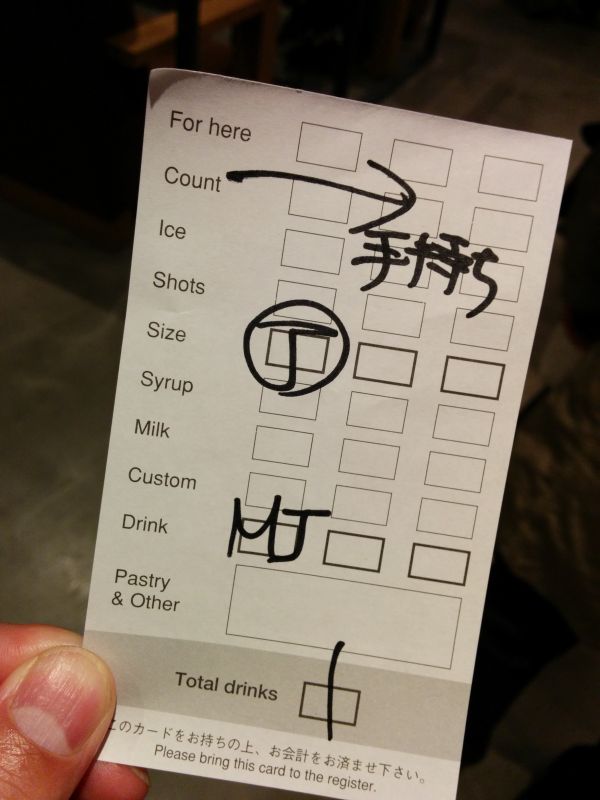 For here
Count
Ice
手持ち
Shots
Size J
Syrup
Milk
Custom
Drink MJ
Pastry
& Other
Total drinks 1
このカードをお持ちの上、お会計をお済ませ下さい。
Please bring this card to the register.